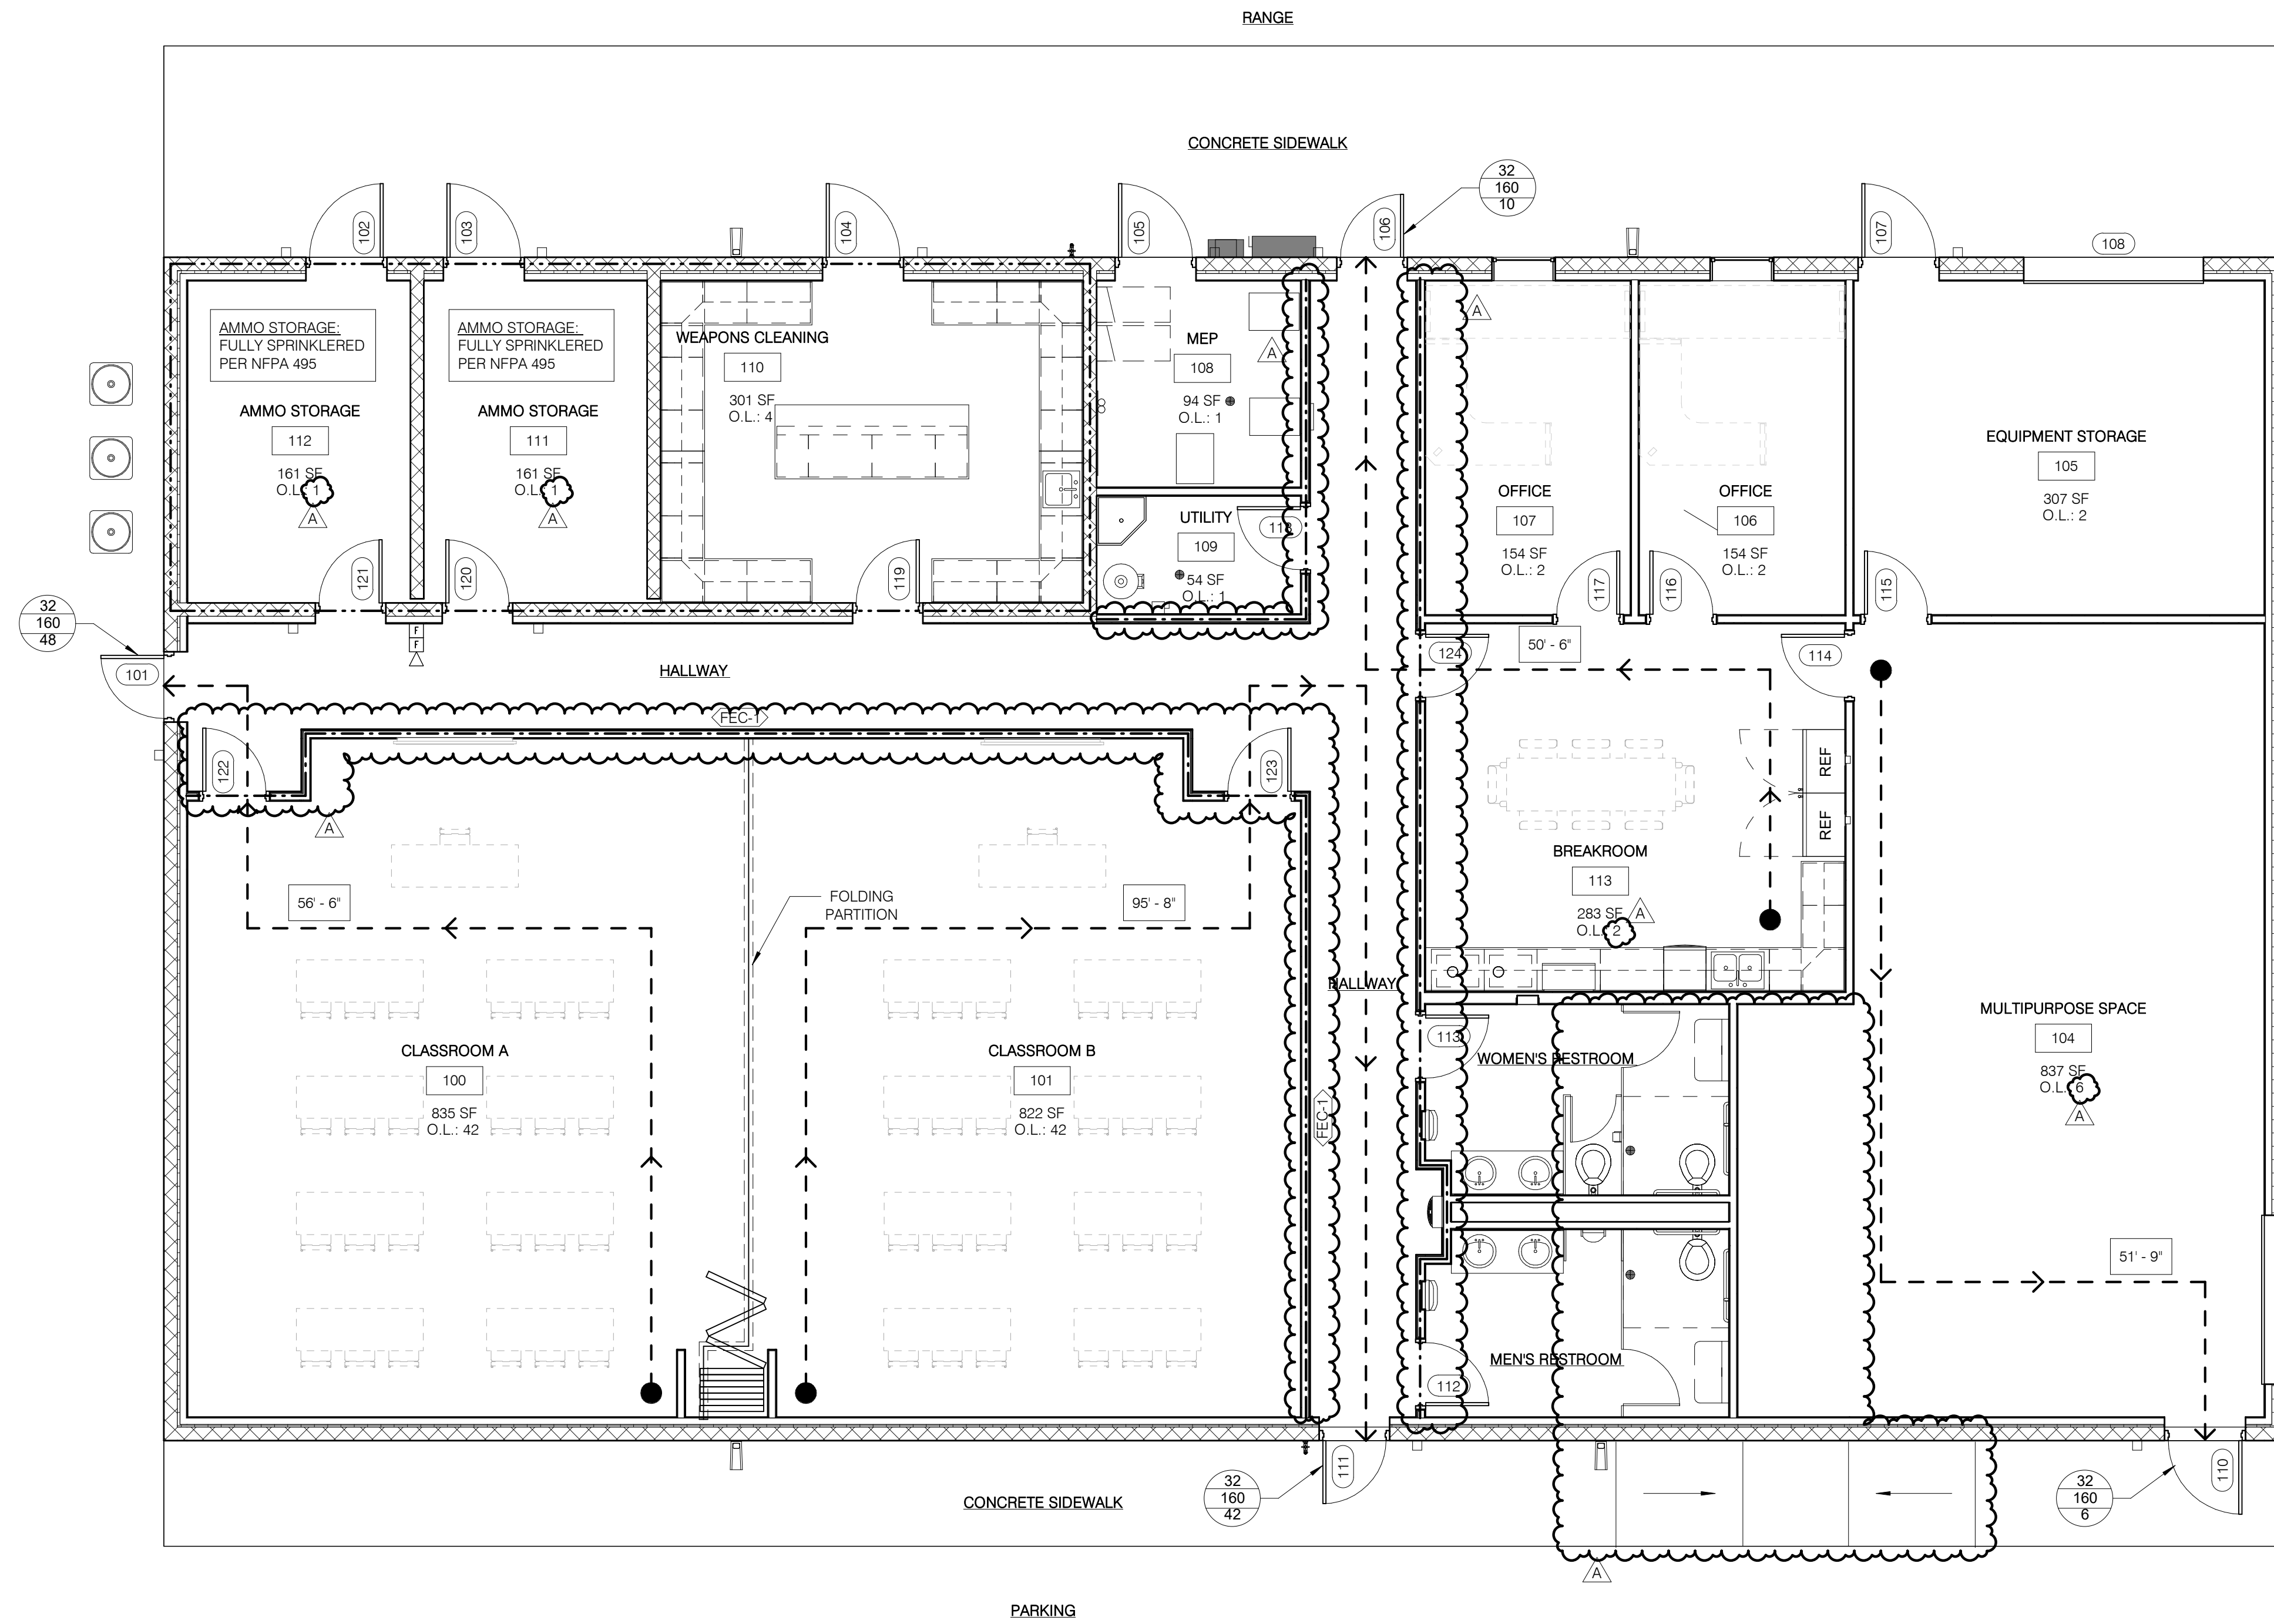 RANGE
CONCRETE SIDEWALK
32
160
10
102
103
104
105
106
107
108
AMMO STORAGE:
FULLY SPRINKLERED
PER NFPA 495
AMMO STORAGE
112
161 SF
O.L.: 1
A
AMMO STORAGE:
FULLY SPRINKLERED
PER NFPA 495
AMMO STORAGE
111
161 SF
O.L.: 1
A
WEAPONS CLEANING
110
301 SF
O.L.: 4
MEP
108
94 SF
O.L.: 1
A
UTILITY
109
54 SF
O.L.: 1
118
A
OFFICE
107
154 SF
O.L.: 2
OFFICE
106
154 SF
O.L.: 2
EQUIPMENT STORAGE
105
307 SF
O.L.: 2
121
120
119
117
116
115
32
160
48
101
F
F
HALLWAY
124
50' - 6"
114
FEC-1
122
123
A
REF
REF
BREAKROOM
113
283 SF
O.L.: 2
A
56' - 6"
FOLDING
PARTITION
95' - 8"
HALLWAY
CLASSROOM A
100
835 SF
O.L.: 42
CLASSROOM B
101
822 SF
O.L.: 42
FEC-1
113
WOMEN'S RESTROOM
MULTIPURPOSE SPACE
104
837 SF
O.L.: 6
A
51' - 9"
MEN'S RESTROOM
112
111
110
32
160
42
32
160
6
CONCRETE SIDEWALK
A
PARKING